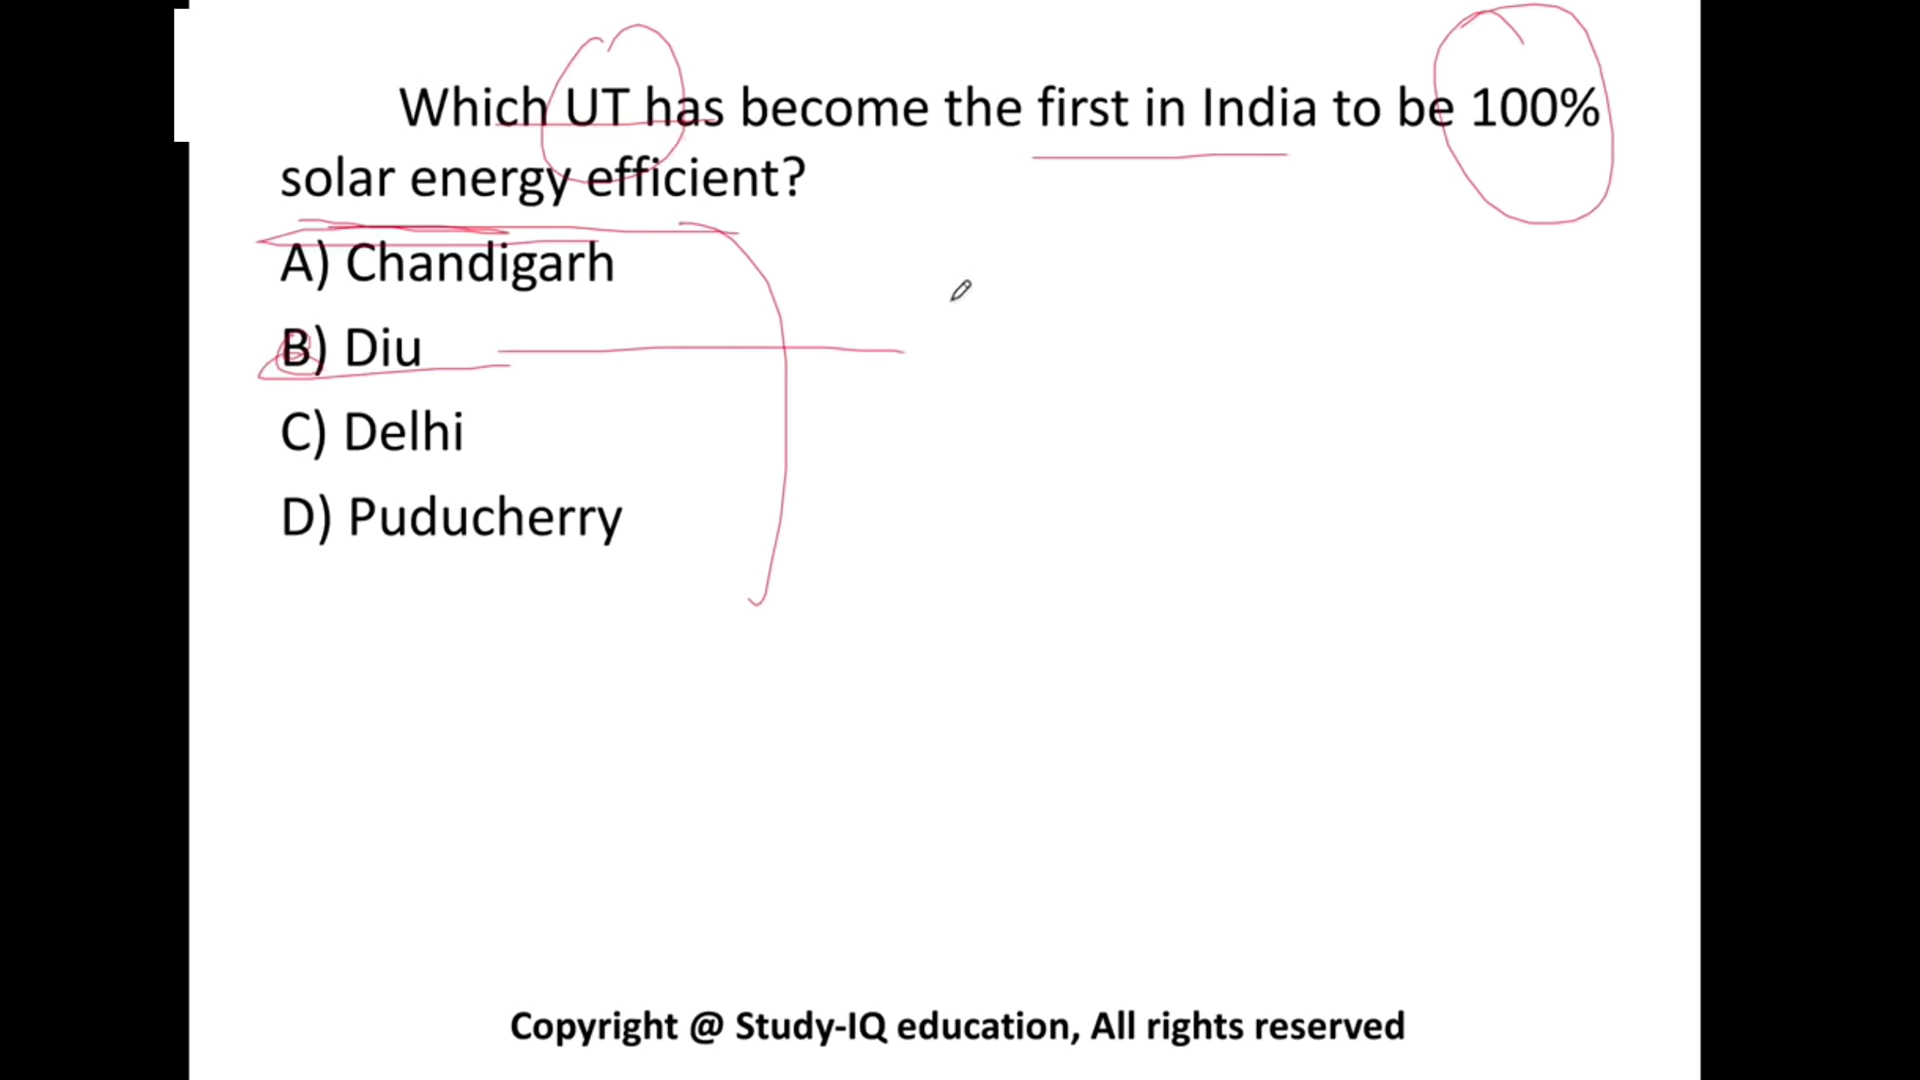 Which UT has become the first in India to be 100%
solar energy efficient?
A) Chandigarh
B) Diu
C) Delhi
D) Puducherry
Copyright @ Study-IQ education, All rights reserved